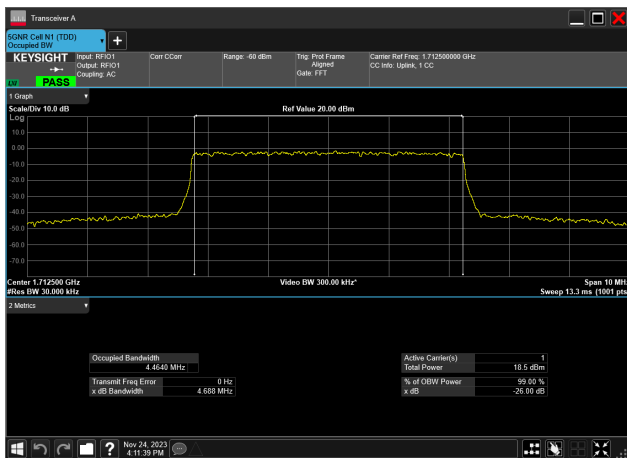 Transceiver A
5GNR Cell N1 (TDD)
Occupied BW
KEYSIGHT
LV PASS
Input: RFIO1
Output: RFIO1
Coupling: AC
Corr CCorr
Range: -60 dBm
Trig: Prot Frame
Aligned
Gate: FFT
Carrier Ref Freq: 1.712500000 GHz
CC Info: Uplink, 1 CC
1 Graph
Scale/Div 10.0 dB
Ref Value 20.00 dBm
Log
10.0
0.00
-10.0
-20.0
-30.0
-40.0
-50.0
-60.0
-70.0
Center 1.712500 GHz
Video BW 300.00 kHz*
Span 10 MHz
#Res BW 30.000 kHz
Sweep 13.3 ms (1001 pts
2 Metrics
Occupied Bandwidth
4.4640 MHz
Transmit Freq Error 0 Hz
x dB Bandwidth 4.688 MHz
Active Carrier(s) 1
Total Power 18.5 dBm
% of OBW Power 99.00 %
x dB -26.00 dB
?
Nov 24, 2023
4:11:39 PM